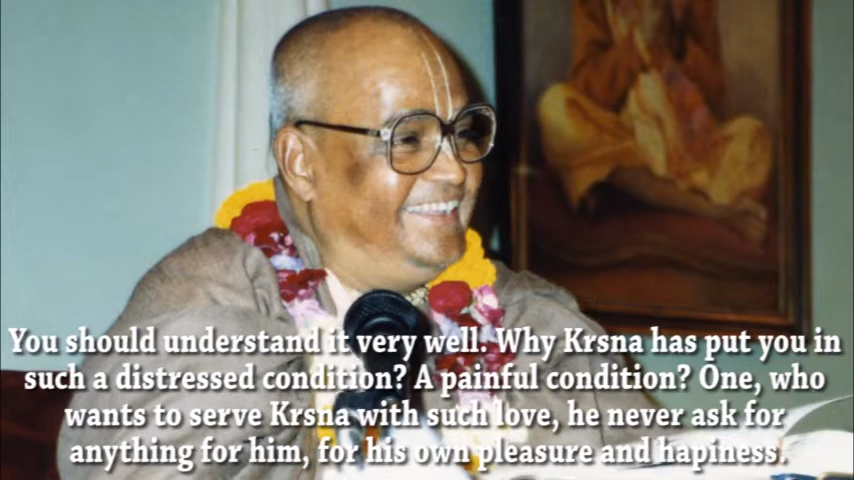 You should understand it very well. Why Krsna has put you in
such a distressed condition? A painful condition? One, who
wants to serve Krsna with such love, he never ask for
anything for him, for his own pleasure and hapiness.